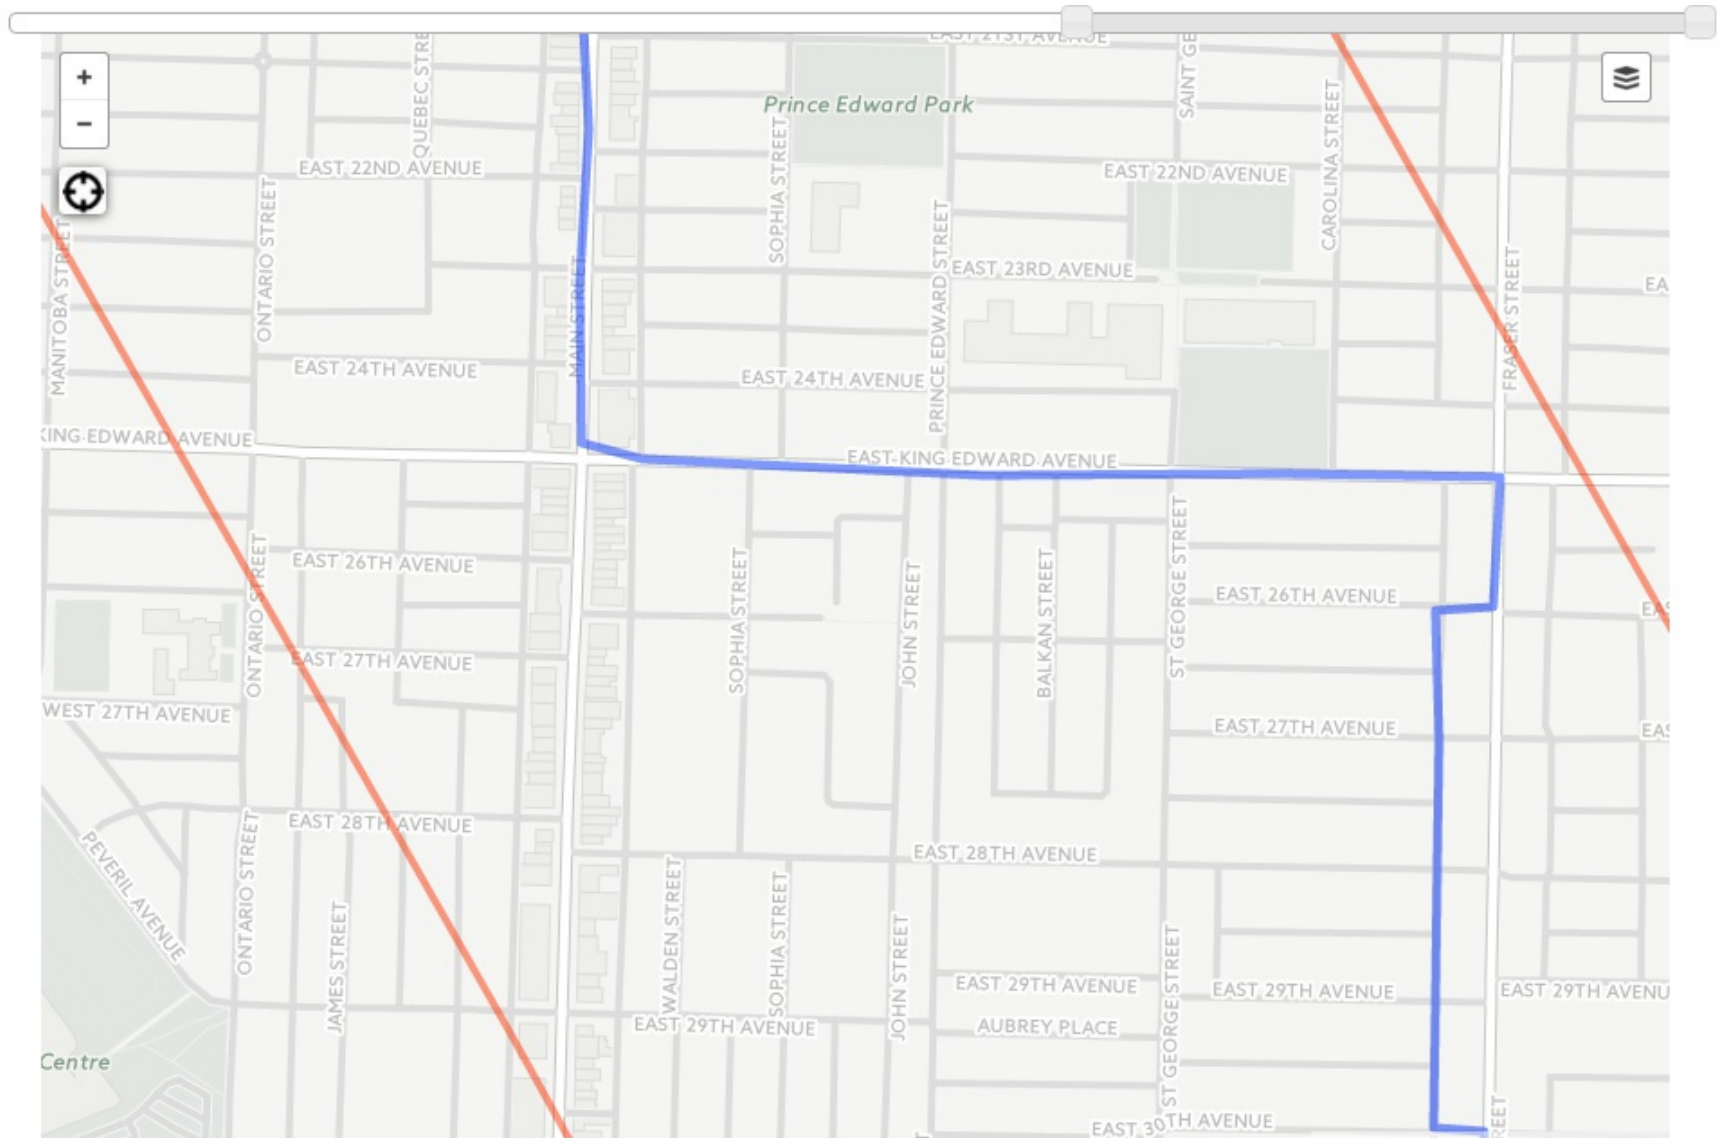 +
−
EAST 21ST AVENUE
QUEBEC STRE
SAINT GE
Prince Edward Park
EAST 22ND AVENUE
EAST 22ND AVENUE
SOPHIA STREET
CAROLINA STREET
MANITOBA STREET
ONTARIO STREET
MAIN STREET
PRINCE EDWARD STREET
EAST 23RD AVENUE
FRASER STREET
EA
EAST 24TH AVENUE
EAST 24TH AVENUE
KING EDWARD AVENUE
EAST KING EDWARD AVENUE
EAST 26TH AVENUE
ONTARIO STREET
SOPHIA STREET
JOHN STREET
BALKAN STREET
ST GEORGE STREET
EAST 26TH AVENUE
EAS
EAST 27TH AVENUE
WEST 27TH AVENUE
EAST 27TH AVENUE
EAS
EAST 28TH AVENUE
PEVERIL AVENUE
ONTARIO STREET
EAST 28TH AVENUE
JAMES STREET
WALDEN STREET
SOPHIA STREET
JOHN STREET
ST GEORGE STREET
EAST 29TH AVENUE
EAST 29TH AVENUE
EAST 29TH AVENU
EAST 29TH AVENUE
AUBREY PLACE
Centre
EAST 30TH AVENUE
REET